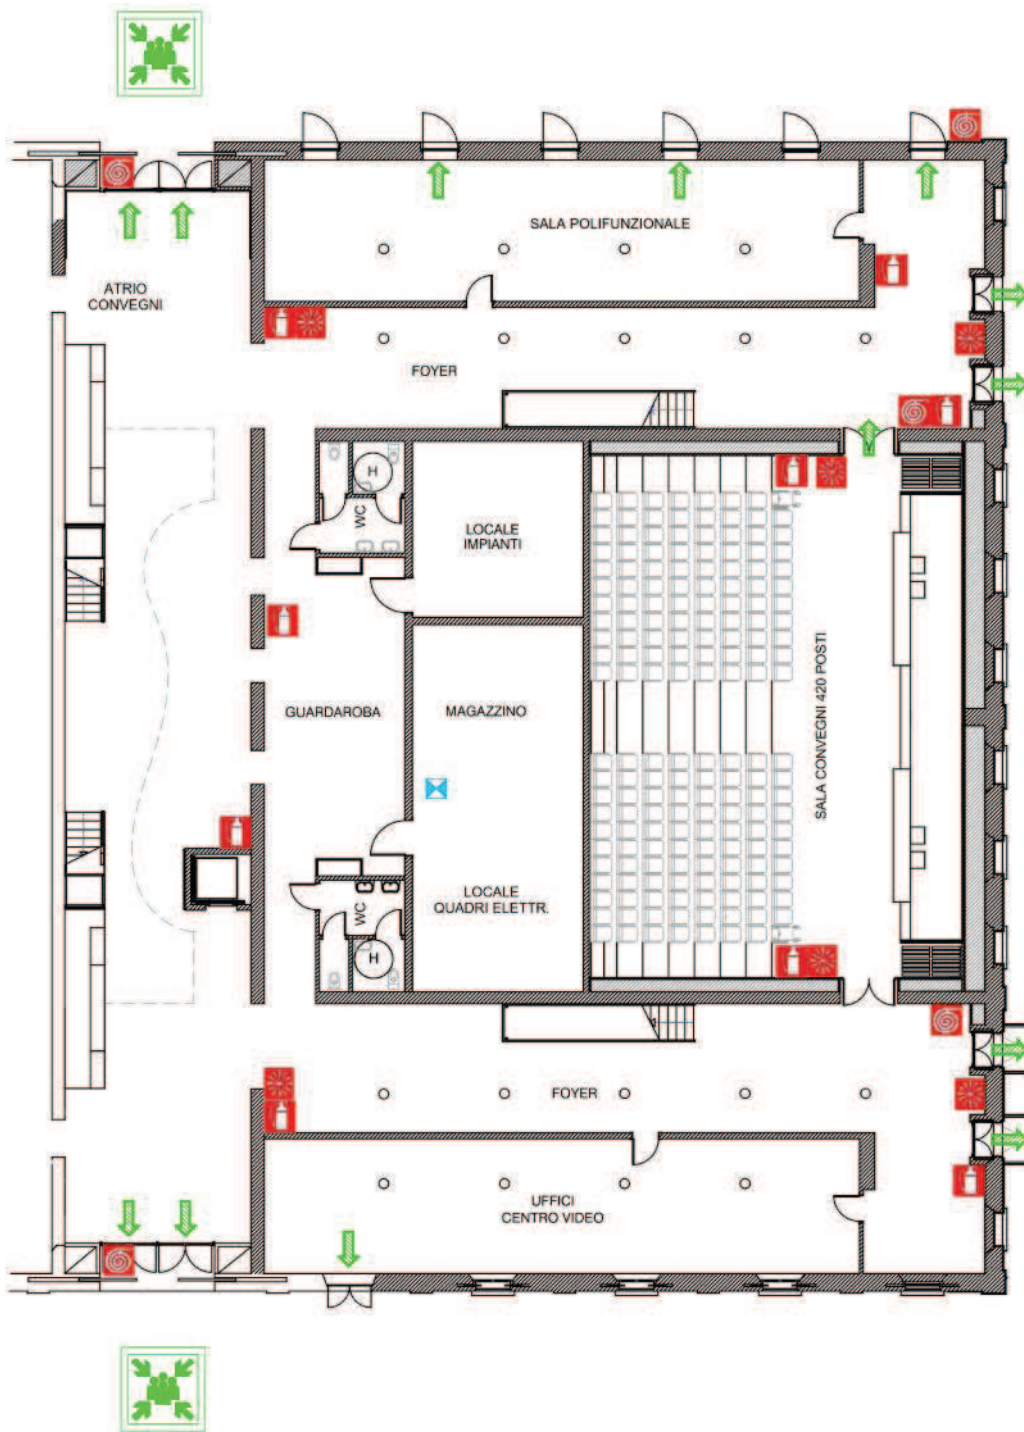 SALA POLIFUNZIONALE
ATRIO
CONVEGNI
FOYER
H
WC
LOCALE
IMPIANTI
GUARDAROBA
MAGAZZINO
SALA CONVEGNI 420 POSTI
LOCALE
QUADRI ELETTR.
WC
H
FOYER
UFFICI
CENTRO VIDEO